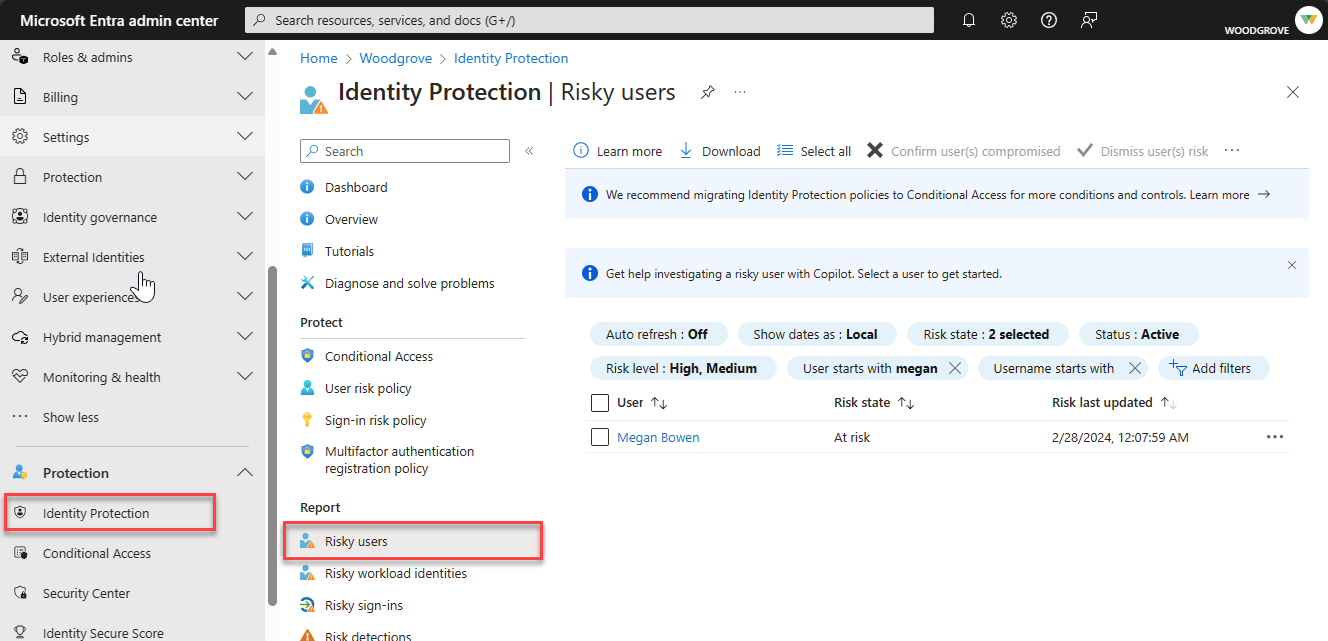 Microsoft Entra admin center
Search resources, services, and docs (G+/)
WOODGROVE
Roles & admins
Billing
Settings
Protection
Identity governance
External Identities
User experiences
Hybrid management
Monitoring & health
Show less
Protection
Identity Protection
Conditional Access
Security Center
Identity Secure Score
Home > Woodgrove > Identity Protection
Identity Protection | Risky users
Search
Dashboard
Overview
Tutorials
Diagnose and solve problems
Protect
Conditional Access
User risk policy
Sign-in risk policy
Multifactor authentication
registration policy
Report
Risky users
Risky workload identities
Risky sign-ins
Risk detections
Learn more Download Select all Confirm user(s) compromised Dismiss user(s) risk
We recommend migrating Identity Protection policies to Conditional Access for more conditions and controls. Learn more →
Get help investigating a risky user with Copilot. Select a user to get started.
Auto refresh : Off Show dates as : Local Risk state : 2 selected Status : Active
Risk level : High, Medium User starts with megan Username starts with Add filters
User ↑↓ Risk state ↑↓ Risk last updated ↑↓
Megan Bowen At risk 2/28/2024, 12:07:59 AM